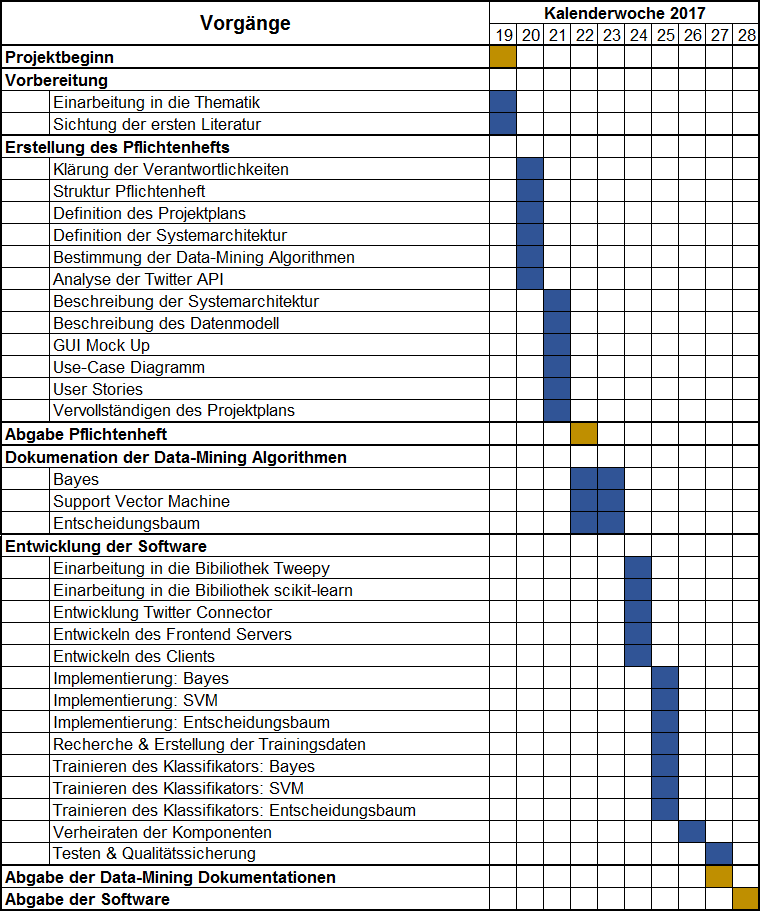 Vorgänge
Kalenderwoche 2017
19 20 21 22 23 24 25 26 27 28
Projektbeginn
Vorbereitung
Einarbeitung in die Thematik
Sichtung der ersten Literatur
Erstellung des Pflichtenhefts
Klärung der Verantwortlichkeiten
Struktur Pflichtenheft
Definition des Projektplans
Definition der Systemarchitektur
Bestimmung der Data-Mining Algorithmen
Analyse der Twitter API
Beschreibung der Systemarchitektur
Beschreibung des Datenmodell
GUI Mock Up
Use-Case Diagramm
User Stories
Vervollständigen des Projektplans
Abgabe Pflichtenheft
Dokumenation der Data-Mining Algorithmen
Bayes
Support Vector Machine
Entscheidungsbaum
Entwicklung der Software
Einarbeitung in die Bibiliothek Tweepy
Einarbeitung in die Bibiliothek scikit-learn
Entwicklung Twitter Connector
Entwickeln des Frontend Servers
Entwickeln des Clients
Implementierung: Bayes
Implementierung: SVM
Implementierung: Entscheidungsbaum
Recherche & Erstellung der Trainingsdaten
Trainieren des Klassifikators: Bayes
Trainieren des Klassifikators: SVM
Trainieren des Klassifikators: Entscheidungsbaum
Verheiraten der Komponenten
Testen & Qualitätssicherung
Abgabe der Data-Mining Dokumentationen
Abgabe der Software